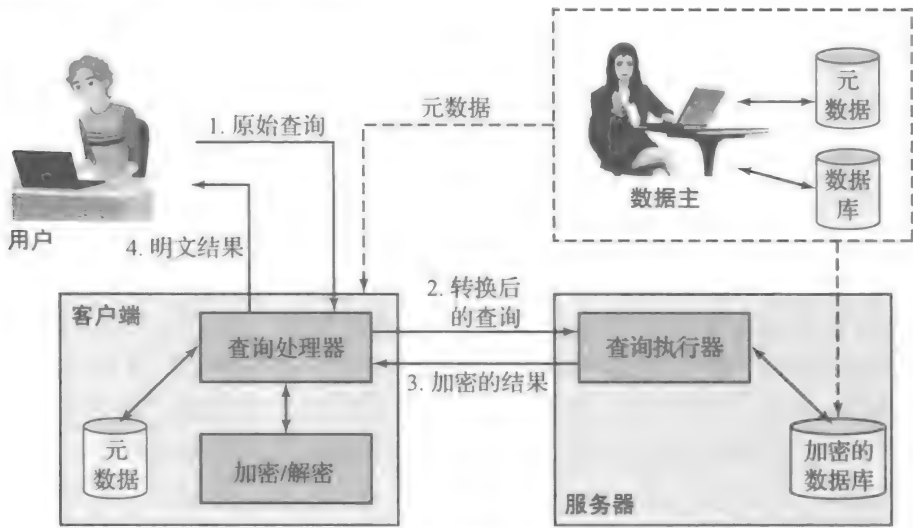 元
数据
元数据
1. 原始查询
数据主
数据
库
用户
4. 明文结果
2. 转换后
的查询
客户端
查询处理器
查询执行器
3. 加密的结果
元
数据
加密/解密
加密的
数据库
服务器